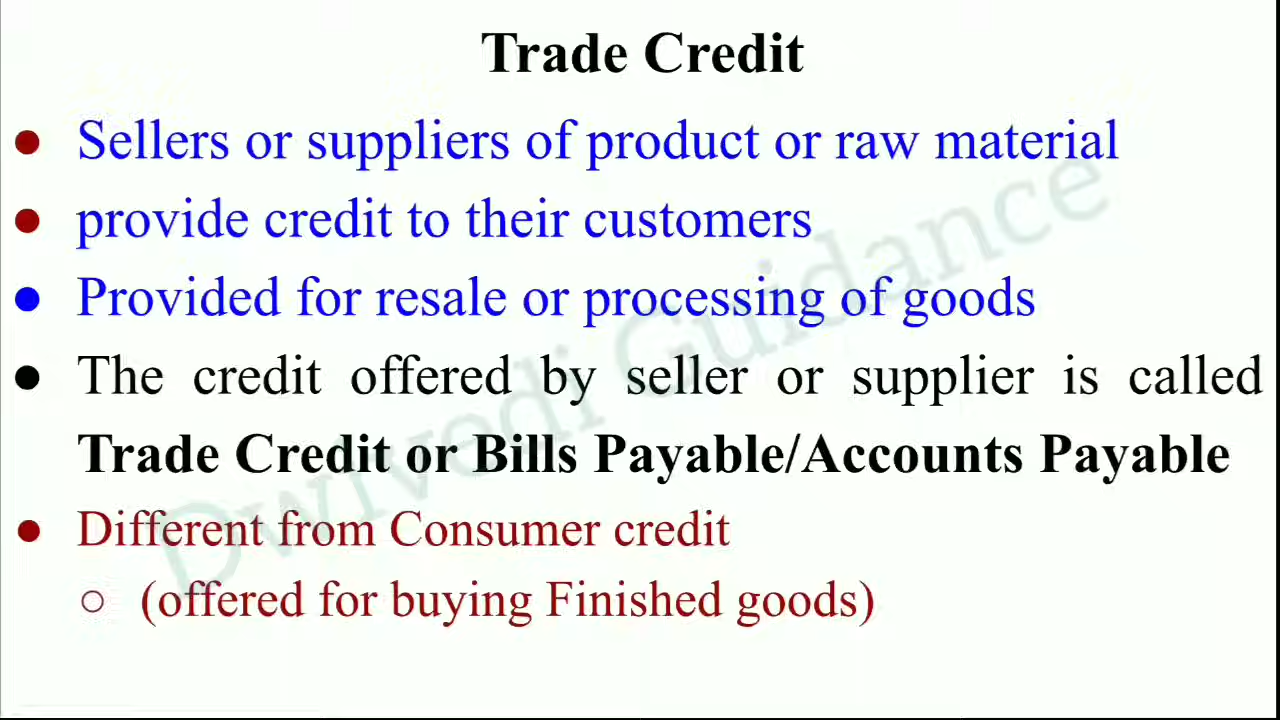 Trade Credit
● Sellers or suppliers of product or raw material
● provide credit to their customers
● Provided for resale or processing of goods
● The credit offered by seller or supplier is called
Trade Credit or Bills Payable/Accounts Payable
● Different from Consumer credit
○ (offered for buying Finished goods)
Dwivedi Guidance